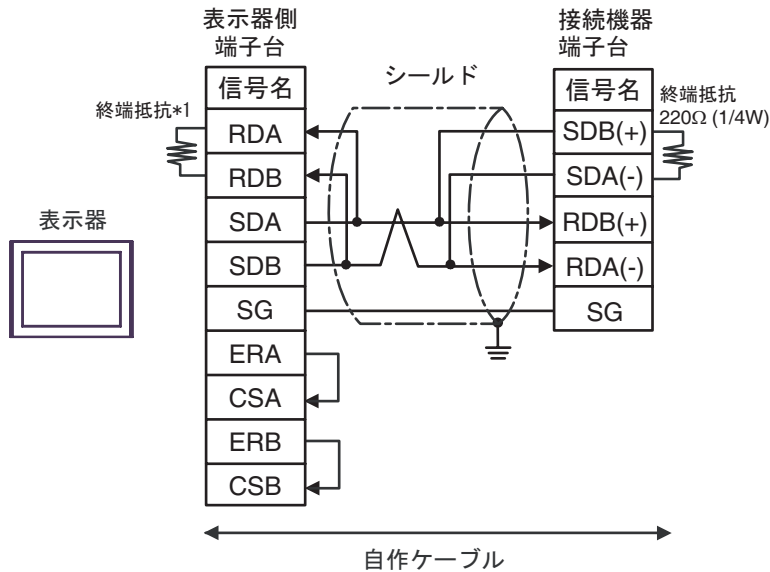 表示器側
端子台
接続機器
端子台
シールド
終端抵抗*1
終端抵抗
220Ω (1/4W)
表示器
信号名
RDA
RDB
SDA
SDB
SG
ERA
CSA
ERB
CSB
信号名
SDB(+)
SDA(-)
RDB(+)
RDA(-)
SG
自作ケーブル